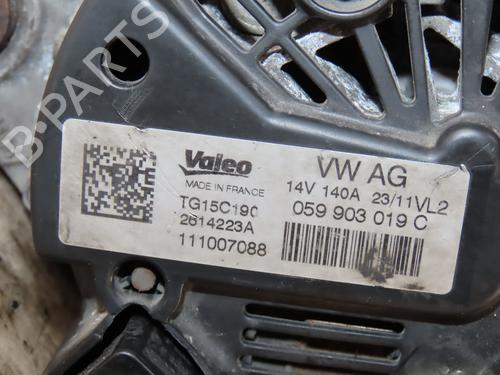 B·PARTS
Valeo
MADE IN FRANCE
TG15C190
2614223A
111007088
VW AG
14V 140A 23/11VL2
059 903 019 C